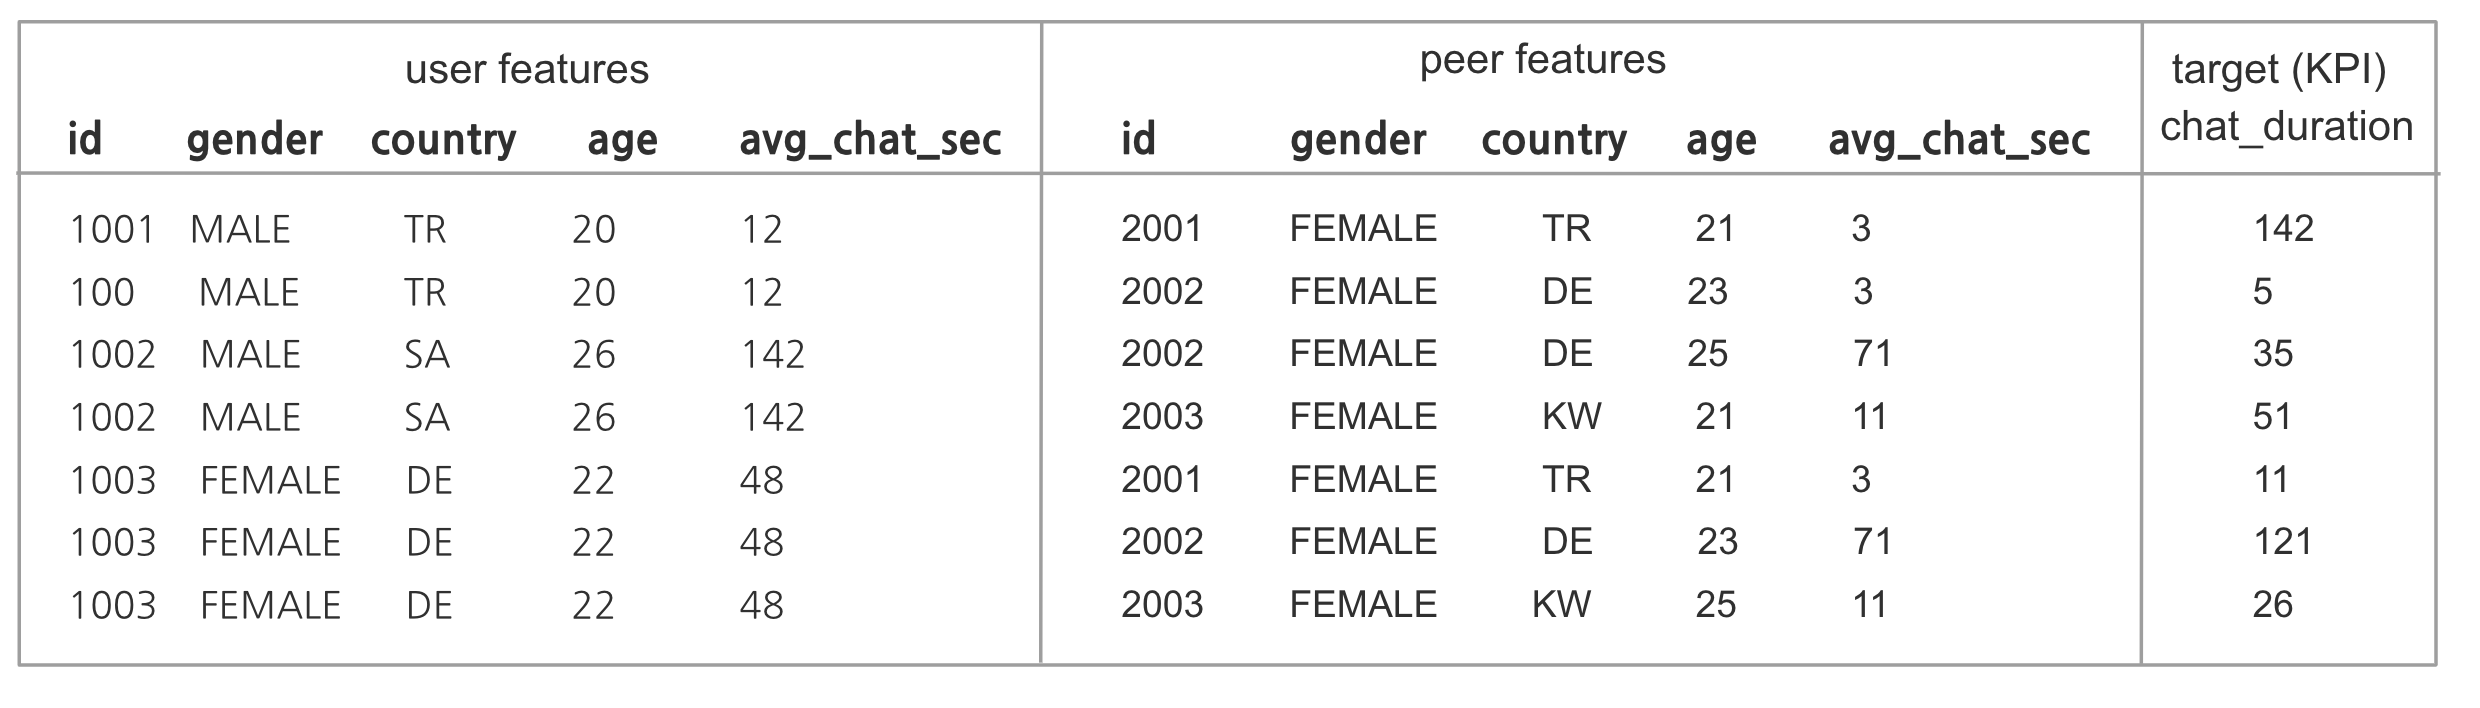 user features peer features target (KPI)
chat_duration
id gender country age avg_chat_sec id gender country age avg_chat_sec
1001 MALE TR 20 12 2001 FEMALE TR 21 3 142
100 MALE TR 20 12 2002 FEMALE DE 23 3 5
1002 MALE SA 26 142 2002 FEMALE DE 25 71 35
1002 MALE SA 26 142 2003 FEMALE KW 21 11 51
1003 FEMALE DE 22 48 2001 FEMALE TR 21 3 11
1003 FEMALE DE 22 48 2002 FEMALE DE 23 71 121
1003 FEMALE DE 22 48 2003 FEMALE KW 25 11 26